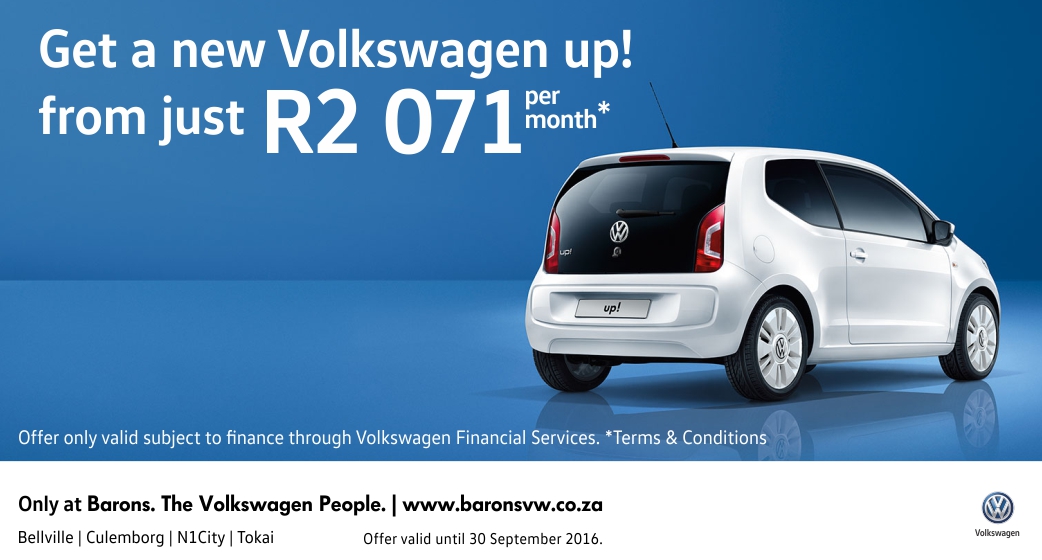 Get a new Volkswagen up!
from just R2 071 per month*
up!
up!
Offer only valid subject to finance through Volkswagen Financial Services. *Terms & Conditions
Only at Barons. The Volkswagen People. | www.baronsvw.co.za
Bellville | Culemborg | N1City | Tokai
Offer valid until 30 September 2016.
Volkswagen